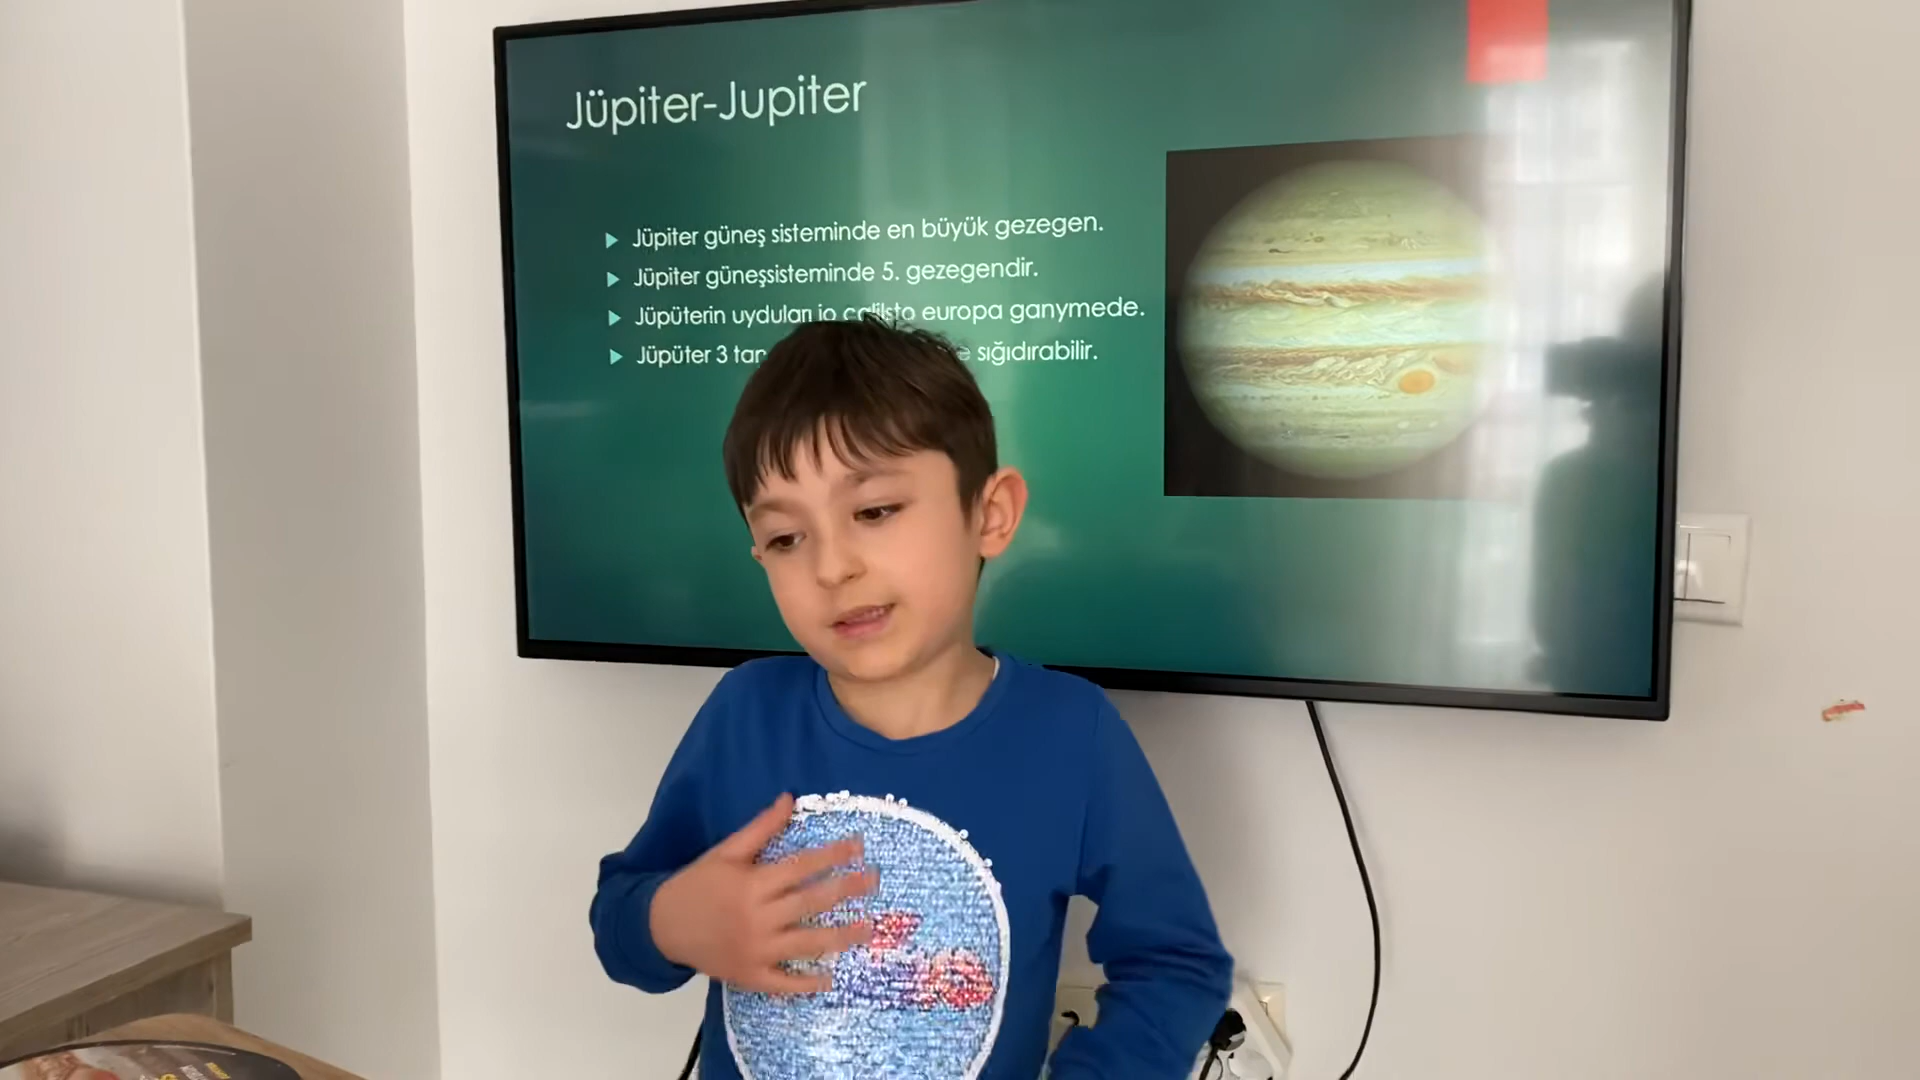 Jüpiter-Jupiter
Jüpiter güneş sisteminde en büyük gezegen.
Jüpiter güneşsisteminde 5. gezegendir.
Jüpüterin uyduları io calilsto europa ganymede.
Jüpüter 3 sığıdırabilir.